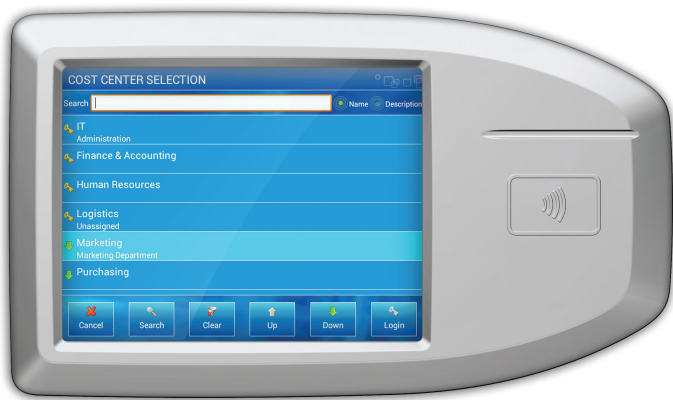 COST CENTER SELECTION
Search
Name
Description
IT
Administration
Finance & Accounting
Human Resources
Logistics
Unassigned
Marketing
Marketing Department
Purchasing
Cancel
Search
Clear
Up
Down
Login